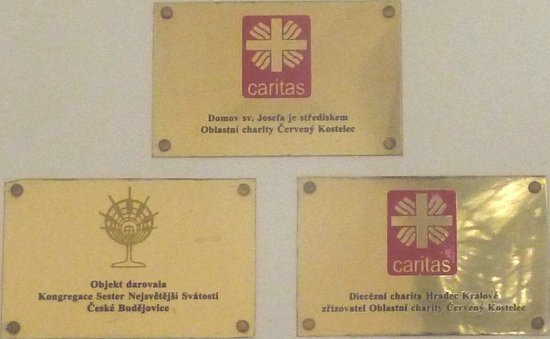 caritas
Domov sv. Josefa je střediskem
Oblastní charity Červený Kostelec
Objekt darovala
Kongregace Sester Nejsvětější Svátosti
České Budějovice
caritas
Diecézní charita Hradec Králové
zřizovatel Oblastní charity Červený Kostelec